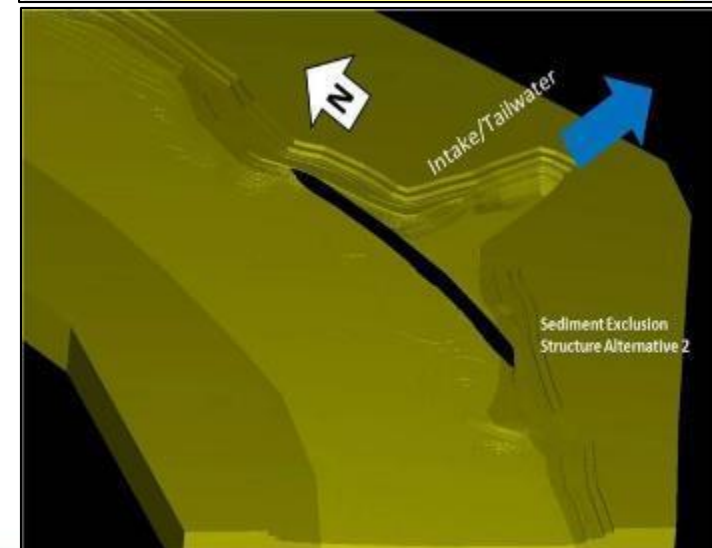 N
Intake/Tailwater
Sediment Exclusion
Structure Alternative 2